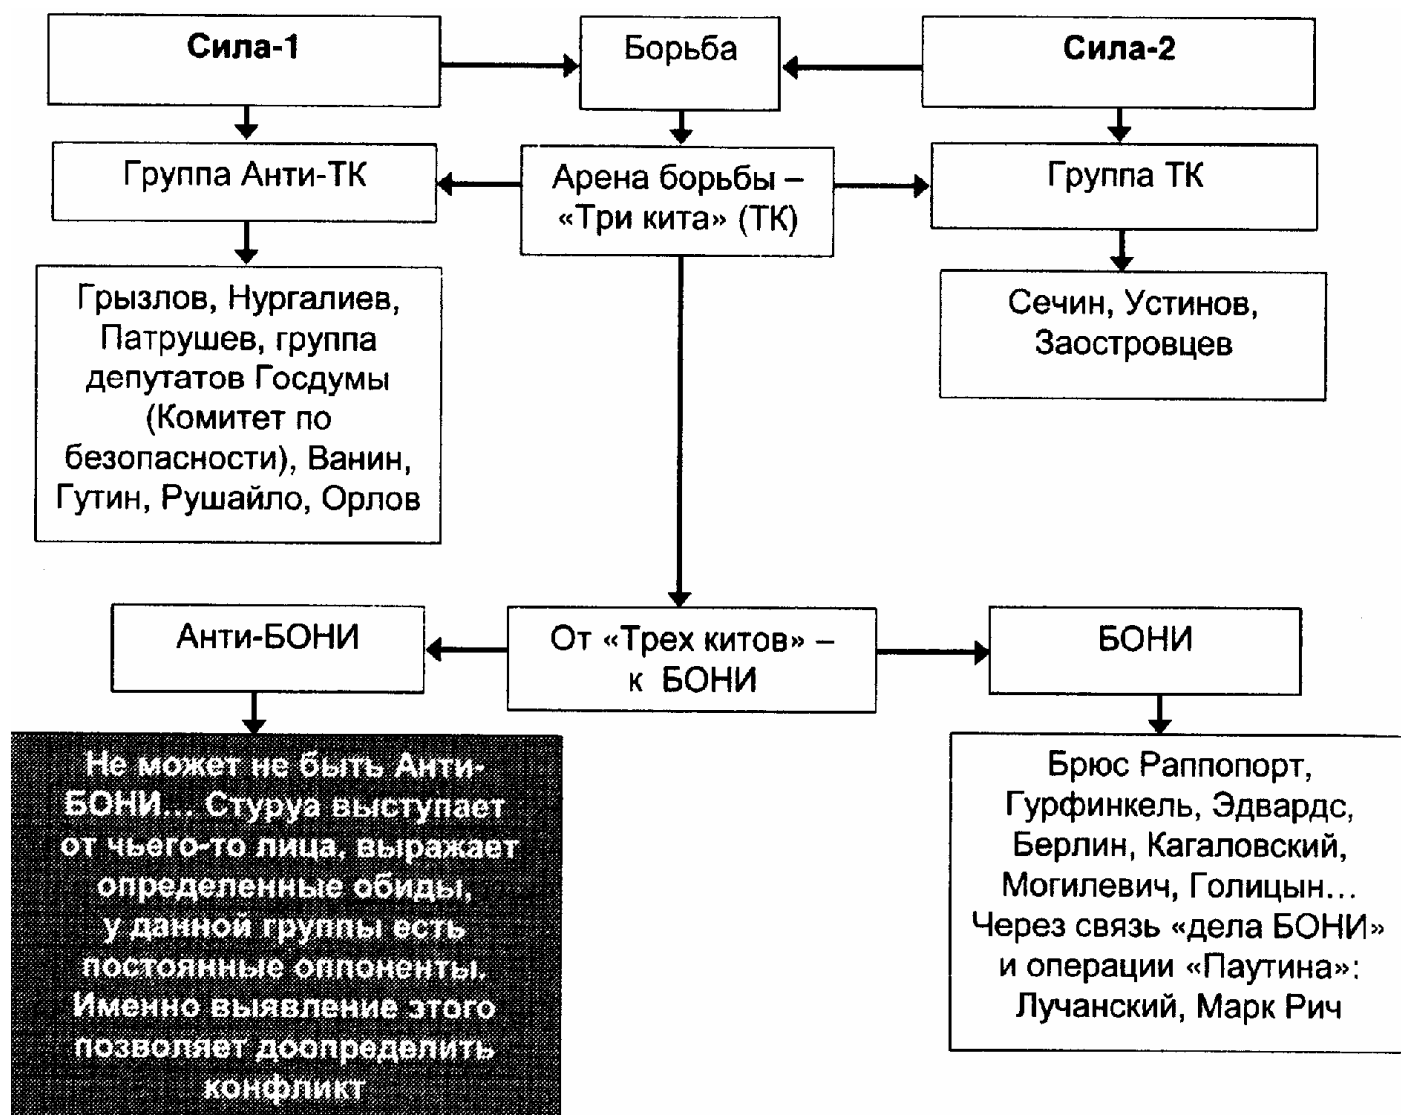 Сила-1
Борьба
Сила-2
Группа Анти-ТК
Арена борьбы –
«Три кита» (ТК)
Группа ТК
Грызлов, Нургалиев,
Патрушев, группа
депутатов Госдумы
(Комитет по
безопасности), Ванин,
Гутин, Рушайло, Орлов
Сечин, Устинов,
Заостровцев
Анти-БОНИ
От «Трех китов» –
к БОНИ
БОНИ
Не может не быть Анти-
БОНИ.... Стуруа выступает
от чьего-то лица, выражает
определенные обиды,
у данной группы есть
постоянные оппоненты.
Именно выявление этого
позволяет доопределить
конфликт
Брюс Раппопорт,
Гурфинкель, Эдвардс,
Берлин, Кагаловский,
Могилевич, Голицын...
Через связь «дела БОНИ»
и операции «Паутина»:
Лучанский, Марк Рич